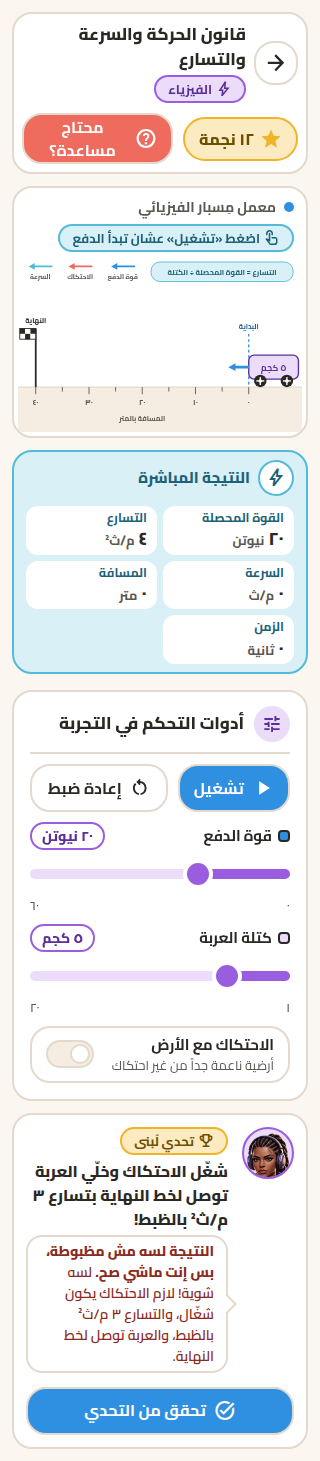 قانون الحركة والسرعة
والتسارع
الفيزياء
١٢ نجمة
محتاج
مساعدة؟
معمل مِسبار الفيزيائي
اضغط «تشغيل» عشان تبدأ الدفع
التسارع = القوة المحصلة ÷ الكتلة
قوة الدفع
الاحتكاك
السرعة
البداية
النهاية
٥ كجم
٠
١٠
٢٠
٣٠
٤٠
المسافة بالمتر
النتيجة المباشرة
القوة المحصلة
٢٠ نيوتن
التسارع
٤ م/ث²
السرعة
٠ م/ث
المسافة
٠ متر
الزمن
٠ ثانية
أدوات التحكم في التجربة
تشغيل
إعادة ضبط
قوة الدفع
٢٠ نيوتن
٠
٦٠
كتلة العربة
٥ كجم
١
٢٠
الاحتكاك مع الأرض
أرضية ناعمة جداً من غير احتكاك
تحدي لُبنى
شغّل الاحتكاك وخلّي العربة
توصل لخط النهاية بتسارع ٣
م/ث² بالظبط!
النتيجة لسه مش مظبوطة،
بس إنت ماشي صح. لسه
شوية! لازم الاحتكاك يكون
شغّال، والتسارع ٣ م/ث²
بالظبط، والعربة توصل لخط
النهاية.
تحقق من التحدي